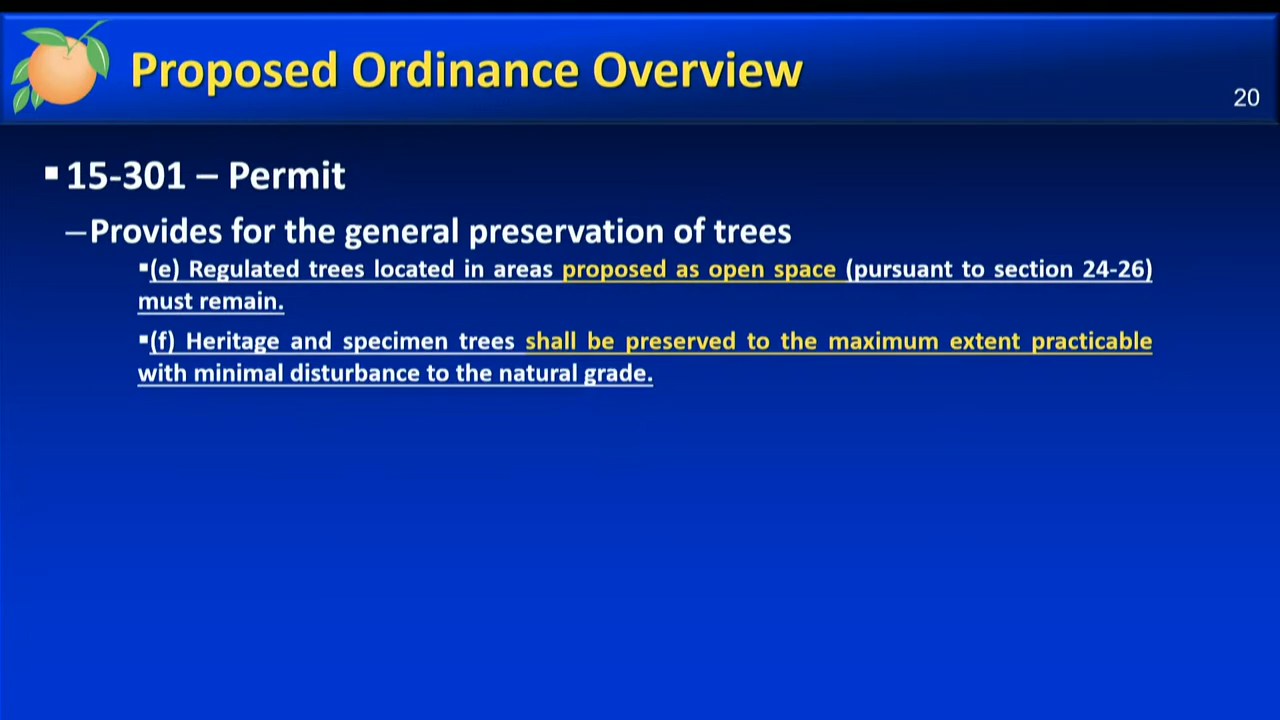 Proposed Ordinance Overview
20
▪15-301 – Permit
–Provides for the general preservation of trees
▪(e) Regulated trees located in areas proposed as open space (pursuant to section 24-26)
must remain.
▪(f) Heritage and specimen trees shall be preserved to the maximum extent practicable
with minimal disturbance to the natural grade.